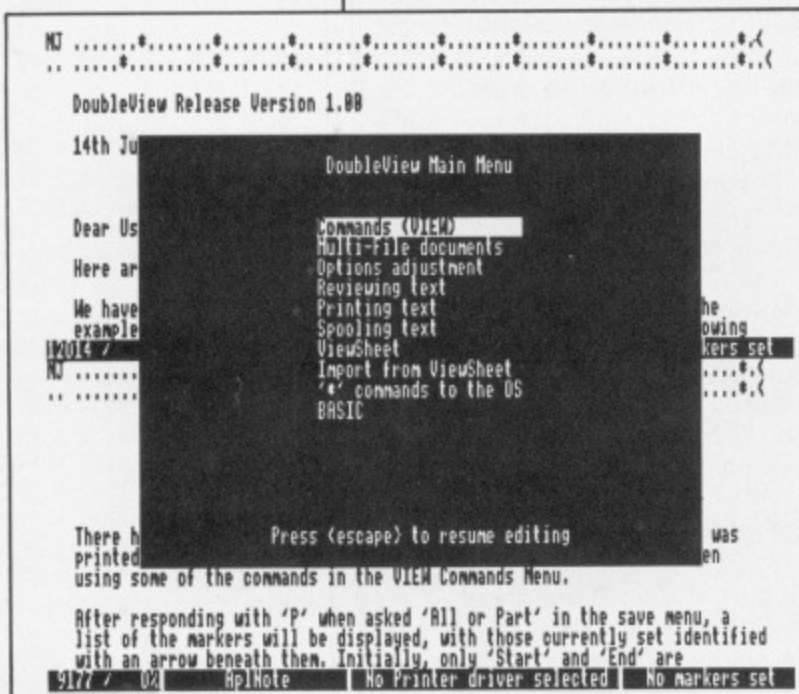 MJ .......*.......*.......*.......*.......*.......*.......*.......*.......*.<
.. .....*.......*.......*.......*.......*.......*.......*.......*.......*..<
DoubleView Release Version 1.00
14th Ju
DoubleView Main Menu
Dear Us
Commands (VIEW)
Multi-File documents
Here ar
Options adjustment
Reviewing text
We have
Printing text
he
example
Spooling text
owing
12014 /
ViewSheet
kers set
MJ .......
Import from ViewSheet
....*.<
.. .......
'*' commands to the OS
....*.<
BASIC
There h
Press <escape> to resume editing
was
printed
en
using some of the commands in the VIEW Commands Menu.
After responding with 'P' when asked 'All or Part' in the save menu, a
list of the markers will be displayed, with those currently set identified
with an arrow beneath them. Initially, only 'Start' and 'End' are
9177 / 0% AplNote No Printer driver selected No markers set